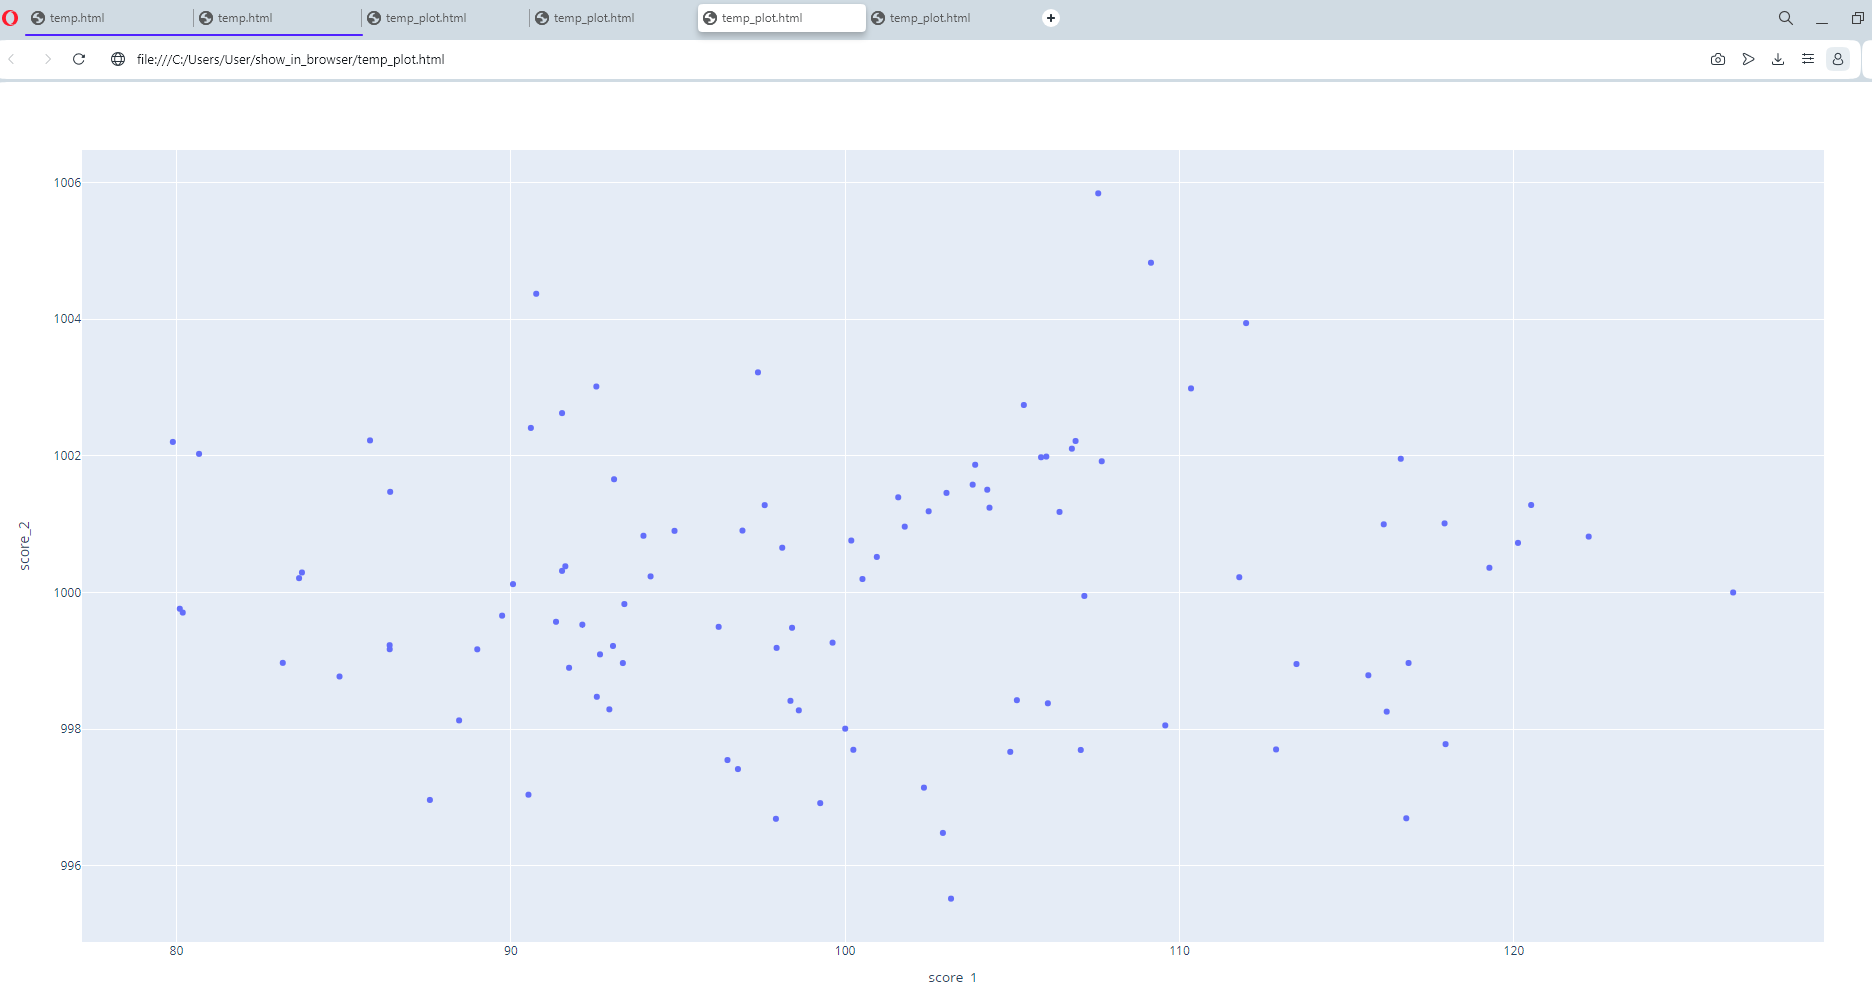 temp.html temp.html temp_plot.html temp_plot.html temp_plot.html temp_plot.html
file:///C:/Users/User/show_in_browser/temp_plot.html
1006
1004
1002
1000
998
996
score_2
80 90 100 110 120
score_1